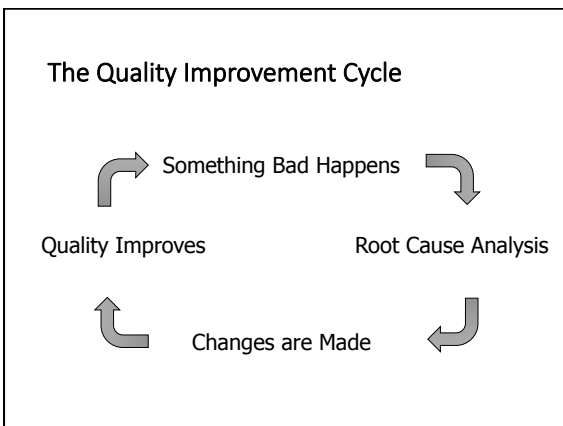 The Quality Improvement Cycle
Something Bad Happens
Quality Improves
Root Cause Analysis
Changes are Made